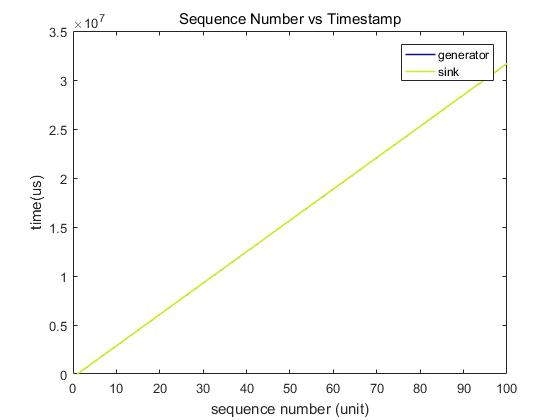 Sequence Number vs Timestamp
×10^7
3.5
3
2.5
2
1.5
1
0.5
0
time(us)
generator
sink
0 10 20 30 40 50 60 70 80 90 100
sequence number (unit)